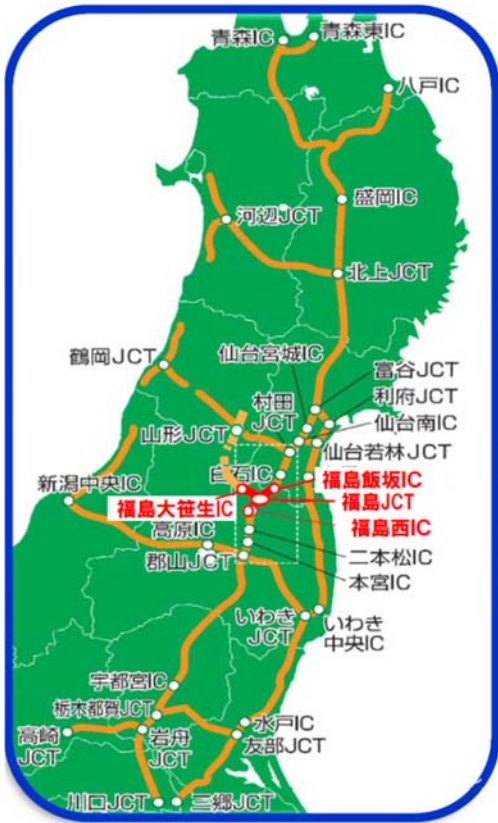 青森IC
青森東IC
八戸IC
盛岡IC
河辺JCT
北上JCT
鶴岡JCT
仙台宮城IC
富谷JCT
村田
JCT
利府JCT
仙台南IC
山形JCT
仙台若林JCT
白石IC
福島飯坂IC
新潟中央IC
福島大笹生IC
福島JCT
福島西IC
高原IC
二本松IC
郡山JCT
本宮IC
いわき
JCT
いわき
中央IC
宇都宮IC
栃木都賀JCT
水戸IC
高崎
JCT
岩舟
JCT
友部JCT
川口JCT
三郷JCT